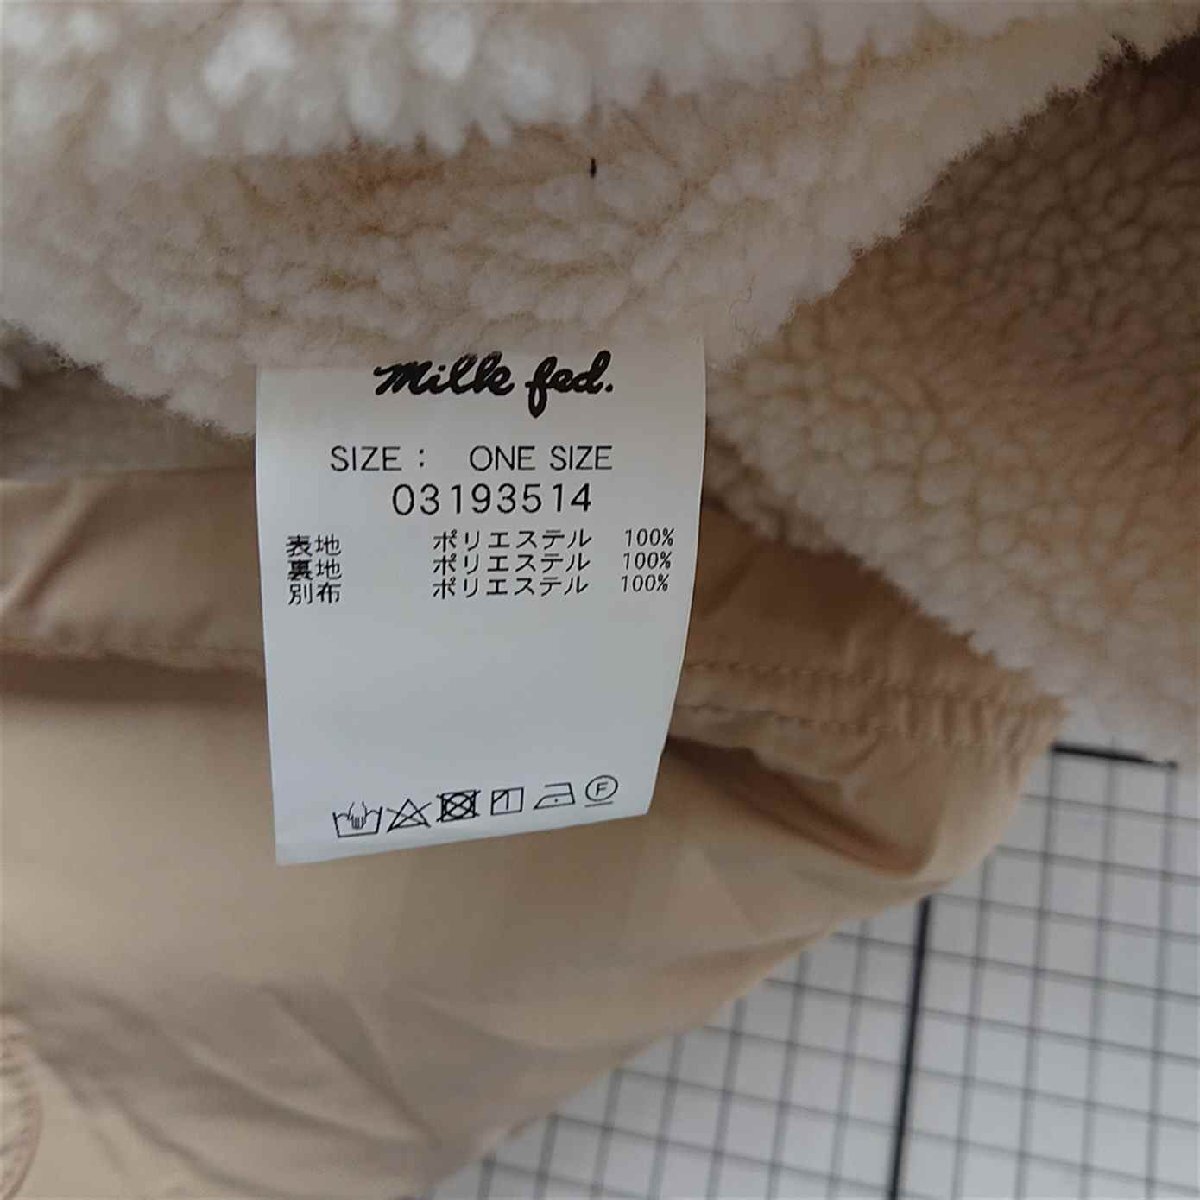 Milk fed.
SIZE : ONE SIZE
03193514
表地 ポリエステル 100%
裏地 ポリエステル 100%
別布 ポリエステル 100%
F